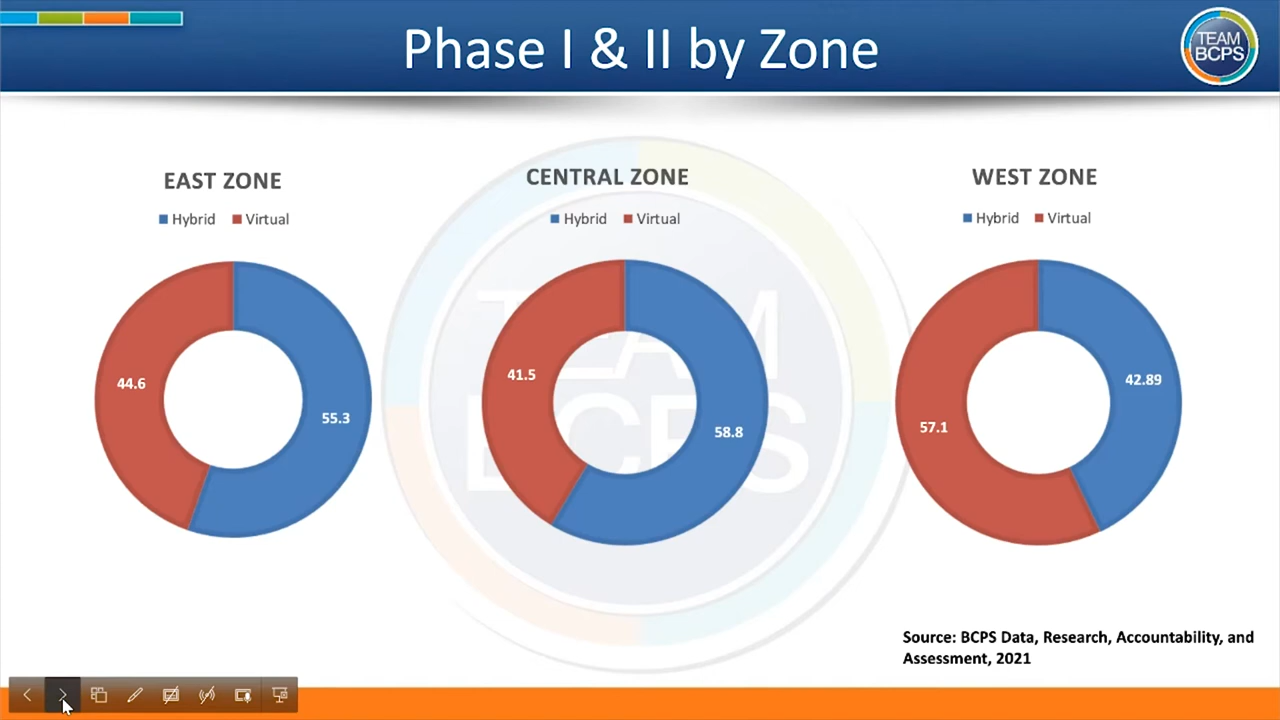 Phase I & II by Zone
TEAM
BCPS
EAST ZONE
Hybrid Virtual
44.6
55.3
CENTRAL ZONE
Hybrid Virtual
41.5
58.8
WEST ZONE
Hybrid Virtual
42.89
57.1
TEAM
BCPS
Source: BCPS Data, Research, Accountability, and
Assessment, 2021